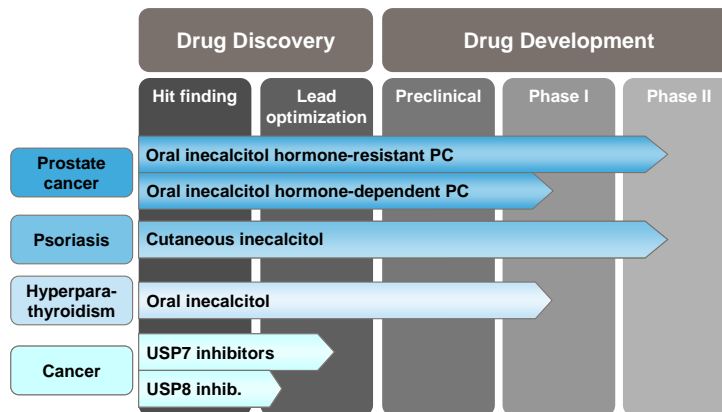 Drug Discovery
Drug Development
Hit finding
Lead
optimization
Preclinical
Phase I
Phase II
Prostate
cancer
Oral inecalcitol hormone-resistant PC
Oral inecalcitol hormone-dependent PC
Psoriasis
Cutaneous inecalcitol
Hyperpara-
thyroidism
Oral inecalcitol
Cancer
USP7 inhibitors
USP8 inhib.